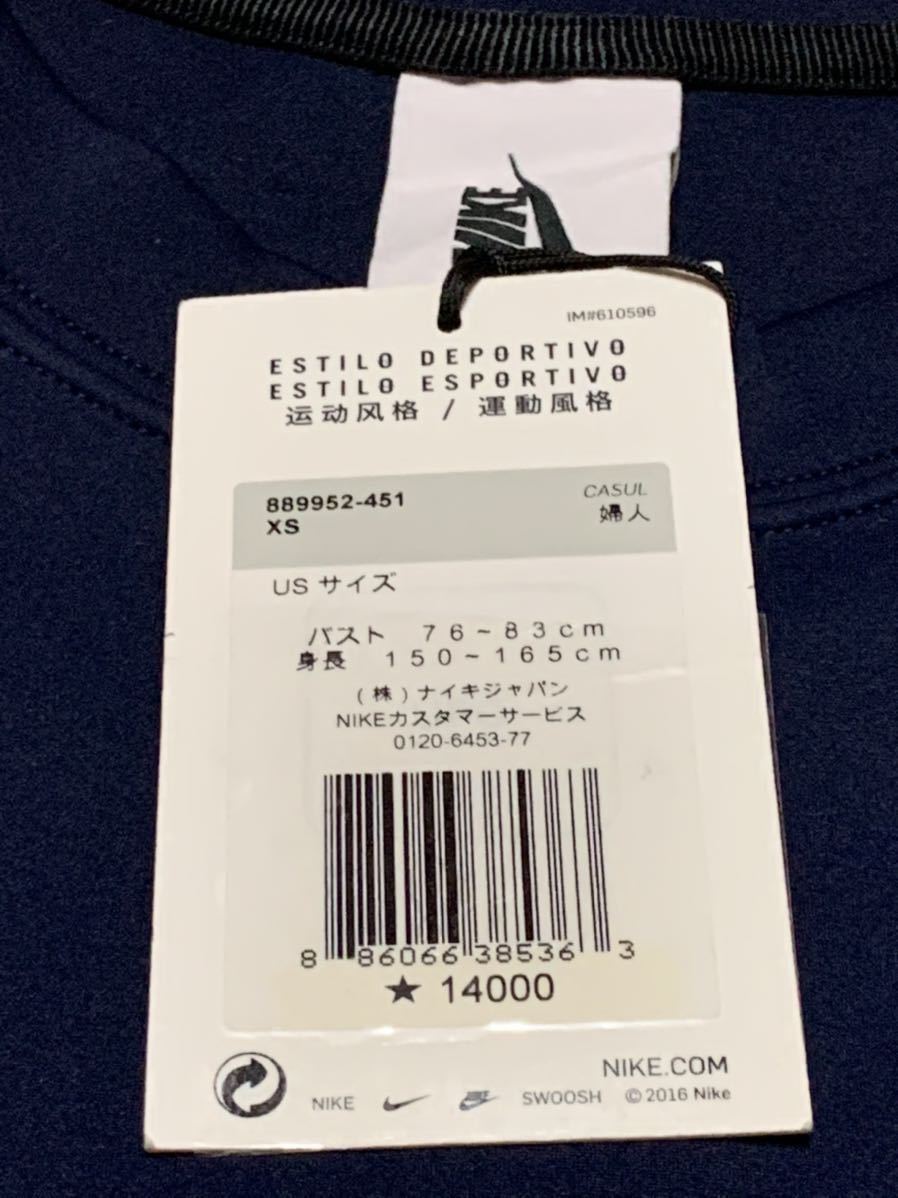 NIKE
IM#610596
ESTILO DEPORTIVO
ESTILO ESPORTIVO
运动风格 / 運動風格
889952-451
CASUL
XS
婦人
US サイズ
バスト 76~83cm
身長 150~165cm
(株)ナイキジャパン
NIKEカスタマーサービス
0120-6453-77
8 86066 38536 3
★ 14000
NIKE.COM
NIKE SWOOSH © 2016 Nike